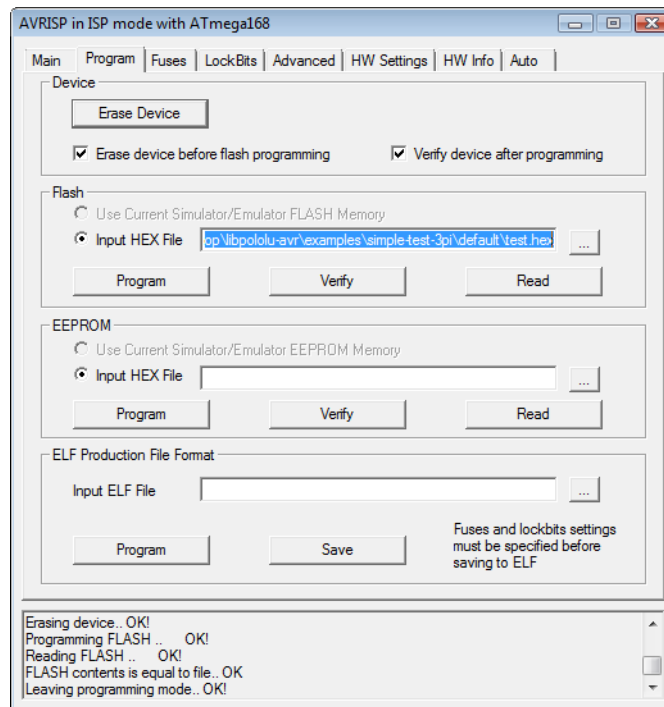 AVRISP in ISP mode with ATmega168
Main Program Fuses LockBits Advanced HW Settings HW Info Auto
Device
Erase Device
Erase device before flash programming Verify device after programming
Flash
Use Current Simulator/Emulator FLASH Memory
Input HEX File op\libpololu-avr\examples\simple-test-3pi\default\test.hex ...
Program Verify Read
EEPROM
Use Current Simulator/Emulator EEPROM Memory
Input HEX File ...
Program Verify Read
ELF Production File Format
Input ELF File ...
Program Save Fuses and lockbits settings
must be specified before
saving to ELF
Erasing device.. OK!
Programming FLASH .. OK!
Reading FLASH .. OK!
FLASH contents is equal to file.. OK
Leaving programming mode.. OK!